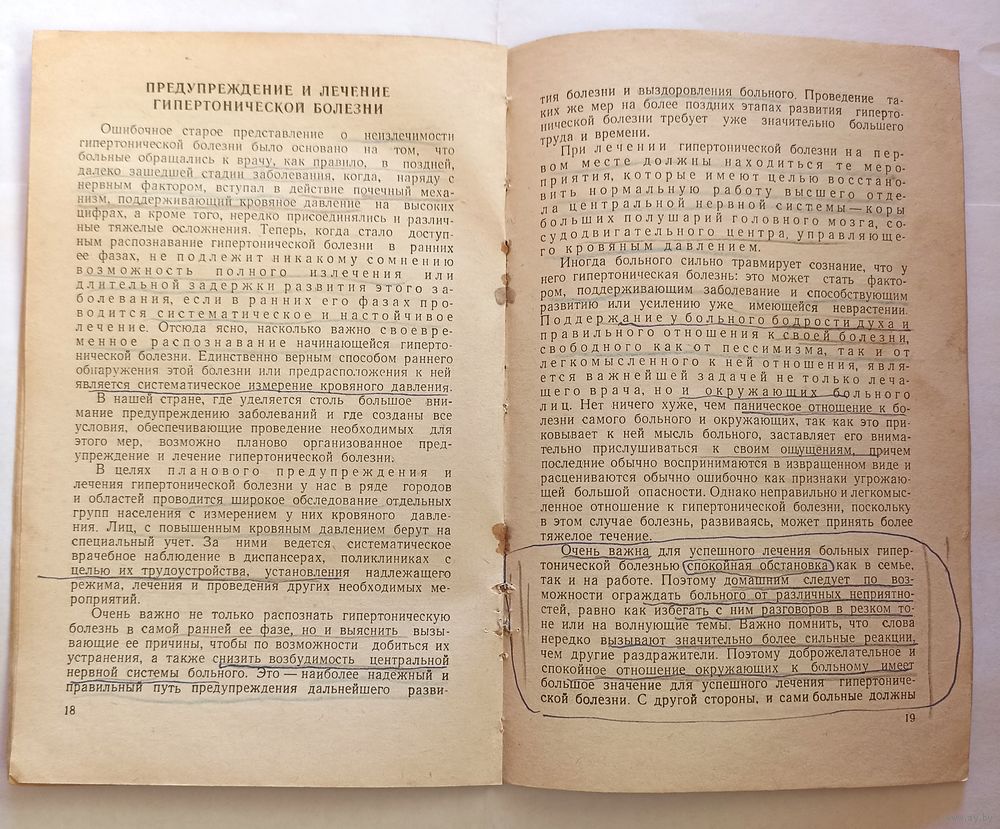 ПРЕДУПРЕЖДЕНИЕ И ЛЕЧЕНИЕ
ГИПЕРТОНИЧЕСКОЙ БОЛЕЗНИ
Ошибочное старое представление о неизлечимости
гипертонической болезни было основано на том, что
больные обращались к врачу, как правило, в поздней,
далеко зашедшей стадии заболевания, когда, наряду с
нервным фактором, вступал в действие почечный меха-
низм, поддерживающий кровяное давление на высоких
цифрах, а кроме того, нередко присоединялись и различ-
ные тяжелые осложнения. Теперь, когда стало доступ-
ным распознавание гипертонической болезни в ранних
ее фазах, не подлежит никакому сомнению
возможность полного излечения или
длительной задержки развития этого за-
болевания, если в ранних его фазах про-
водится систематическое и настойчивое
лечение. Отсюда ясно, насколько важно своевре-
менное распознавание начинающейся гиперто-
нической болезни. Единственно верным способом раннего
обнаружения этой болезни или предрасположения к ней
является систематическое измерение кровяного давления.
В нашей стране, где уделяется столь большое вни-
мание предупреждению заболеваний и где созданы все
условия, обеспечивающие проведение необходимых для
этого мер, возможно планово организованное пред-
упреждение и лечение гипертонической болезни.
В целях планового предупреждения и
лечения гипертонической болезни у нас в ряде городов
и областей проводится широкое обследование отдельных
групп населения с измерением у них кровяного давле-
ния. Лиц, с повышенным кровяным давлением берут на
специальный учет. За ними ведется систематическое
врачебное наблюдение в диспансерах, поликлиниках с
целью их трудоустройства, установления надлежащего
режима, лечения и проведения других необходимых ме-
роприятий.
Очень важно не только распознать гипертоническую
болезнь в самой ранней ее фазе, но и выяснить вызы-
вающие ее причины, чтобы по возможности добиться их
устранения, а также снизить возбудимость центральной
нервной системы больного. Это — наиболее надежный и
правильный путь предупреждения дальнейшего разви-
18
тия болезни и выздоровления больного. Проведение та-
ких же мер на более поздних этапах развития гиперто-
нической болезни требует уже значительно большего
труда и времени.
При лечении гипертонической болезни на пер-
вом месте должны находиться те меро-
приятия, которые имеют целью восстано-
вить нормальную работу высшего отде-
ла центральной нервной системы — коры
больших полушарий головного мозга, со-
судодвигательного центра, управляюще-
го кровяным давлением.
Иногда больного сильно травмирует сознание, что у
него гипертоническая болезнь: это может стать факто-
ром, поддерживающим заболевание и способствующим
развитию или усилению уже имеющейся неврастении.
Поддержание у больного бодрости духа и
правильного отношения к своей болезни,
свободного как от пессимизма, так и от
легкомысленного к ней отношения, явля-
ется важнейшей задачей не только леча-
щего врача, но и окружающих больного
лиц. Нет ничего хуже, чем паническое отношение к бо-
лезни самого больного и окружающих, так как это при-
ковывает к ней мысль больного, заставляет его внима-
тельно прислушиваться к своим ощущениям, причем
последние обычно воспринимаются в извращенном виде и
расцениваются обычно ошибочно как признаки угрожаю-
щей большой опасности. Однако неправильно и легкомыс-
ленное отношение к гипертонической болезни, поскольку
в этом случае болезнь, развиваясь, может принять более
тяжелое течение.
Очень важна для успешного лечения больных гипер-
тонической болезнью спокойная обстановка как в семье,
так и на работе. Поэтому домашним следует по воз-
можности ограждать больного от различных неприятно-
стей, равно как избегать с ним разговоров в резком то-
не или на волнующие темы. Важно помнить, что слова
нередко вызывают значительно более сильные реакции,
чем другие раздражители. Поэтому доброжелательное и
спокойное отношение окружающих к больному имеет
большое значение для успешного лечения гипертониче-
ской болезни. С другой стороны, и сами больные должны
19